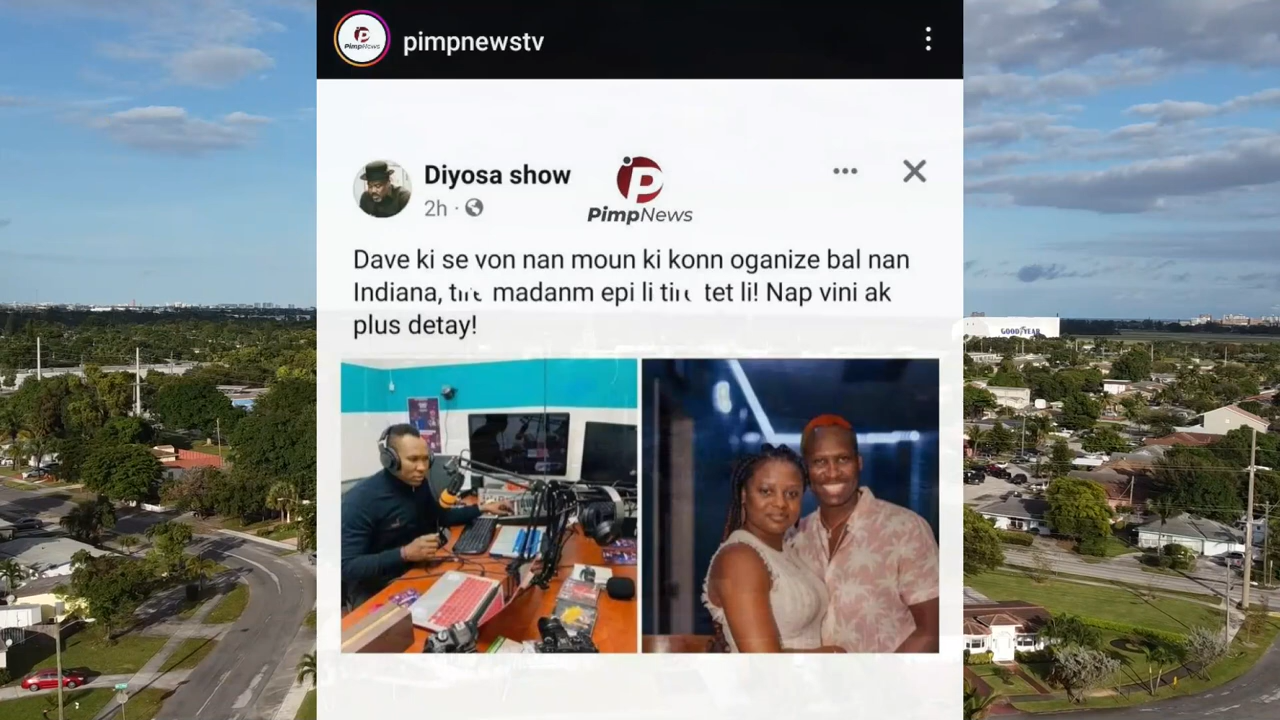 PimpNews
pimpnewstv
Diyosa show
PimpNews
2h ·
Dave ki se von nan moun ki konn oganize bal nan
Indiana, madanm epi li tet li! Nap vini ak
plus detay!
GOODYEAR